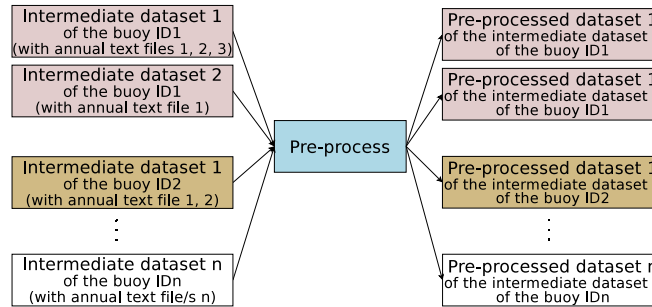 Intermediate dataset 1
of the buoy ID1
(with annual text files 1, 2, 3)
Intermediate dataset 2
of the buoy ID1
(with annual text file 1)
Intermediate dataset 1
of the buoy ID2
(with annual text file 1, 2)
Intermediate dataset n
of the buoy IDn
(with annual text file/s n)
Pre-process
Pre-processed dataset 1
of the intermediate dataset
of the buoy ID1
Pre-processed dataset 1
of the intermediate dataset
of the buoy ID1
Pre-processed dataset 1
of the intermediate dataset
of the buoy ID2
Pre-processed dataset n
of the intermediate dataset
of the buoy IDn